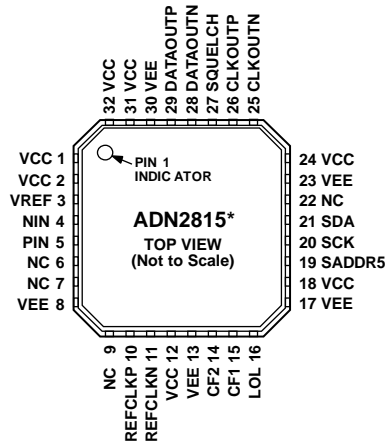 32 VCC
31 VCC
30 VEE
29 DATAOUTP
28 DATAOUTN
27 SQUELCH
26 CLKOUTP
25 CLKOUTN
VCC 1
VCC 2
VREF 3
NIN 4
PIN 5
NC 6
NC 7
VEE 8
PIN 1
INDIC ATOR
ADN2815*
TOP VIEW
(Not to Scale)
24 VCC
23 VEE
22 NC
21 SDA
20 SCK
19 SADDR5
18 VCC
17 VEE
NC 9
REFCLKP 10
REFCLKN 11
VCC 12
VEE 13
CF2 14
CF1 15
LOL 16